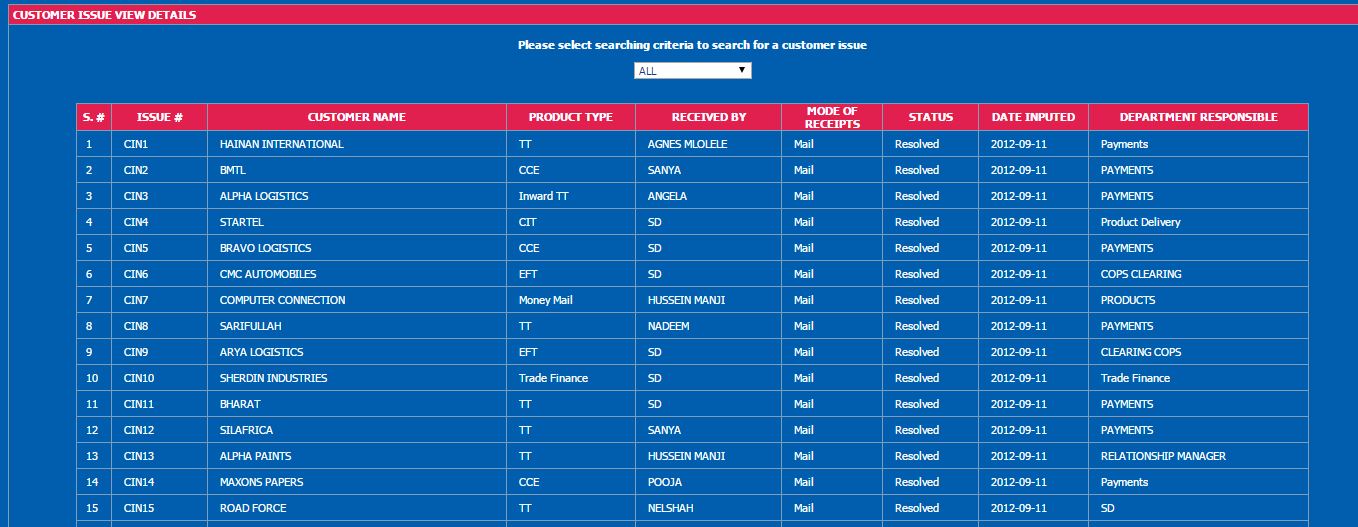 CUSTOMER ISSUE VIEW DETAILS
Please select searching criteria to search for a customer issue
ALL
S. # ISSUE # CUSTOMER NAME PRODUCT TYPE RECEIVED BY MODE OF RECEIPTS STATUS DATE INPUTED DEPARTMENT RESPONSIBLE
1 CIN1 HAINAN INTERNATIONAL TT AGNES MLOLELE Mail Resolved 2012-09-11 Payments
2 CIN2 BMTL CCE SANYA Mail Resolved 2012-09-11 PAYMENTS
3 CIN3 ALPHA LOGISTICS Inward TT ANGELA Mail Resolved 2012-09-11 PAYMENTS
4 CIN4 STARTEL CIT SD Mail Resolved 2012-09-11 Product Delivery
5 CIN5 BRAVO LOGISTICS CCE SD Mail Resolved 2012-09-11 PAYMENTS
6 CIN6 CMC AUTOMOBILES EFT SD Mail Resolved 2012-09-11 COPS CLEARING
7 CIN7 COMPUTER CONNECTION Money Mail HUSSEIN MANJI Mail Resolved 2012-09-11 PRODUCTS
8 CIN8 SARIFULLAH TT NADEEM Mail Resolved 2012-09-11 PAYMENTS
9 CIN9 ARYA LOGISTICS EFT SD Mail Resolved 2012-09-11 CLEARING COPS
10 CIN10 SHERDIN INDUSTRIES Trade Finance SD Mail Resolved 2012-09-11 Trade Finance
11 CIN11 BHARAT TT SD Mail Resolved 2012-09-11 PAYMENTS
12 CIN12 SILAFRICA TT SANYA Mail Resolved 2012-09-11 PAYMENTS
13 CIN13 ALPHA PAINTS TT HUSSEIN MANJI Mail Resolved 2012-09-11 RELATIONSHIP MANAGER
14 CIN14 MAXONS PAPERS CCE POOJA Mail Resolved 2012-09-11 Payments
15 CIN15 ROAD FORCE TT NELSHAH Mail Resolved 2012-09-11 SD